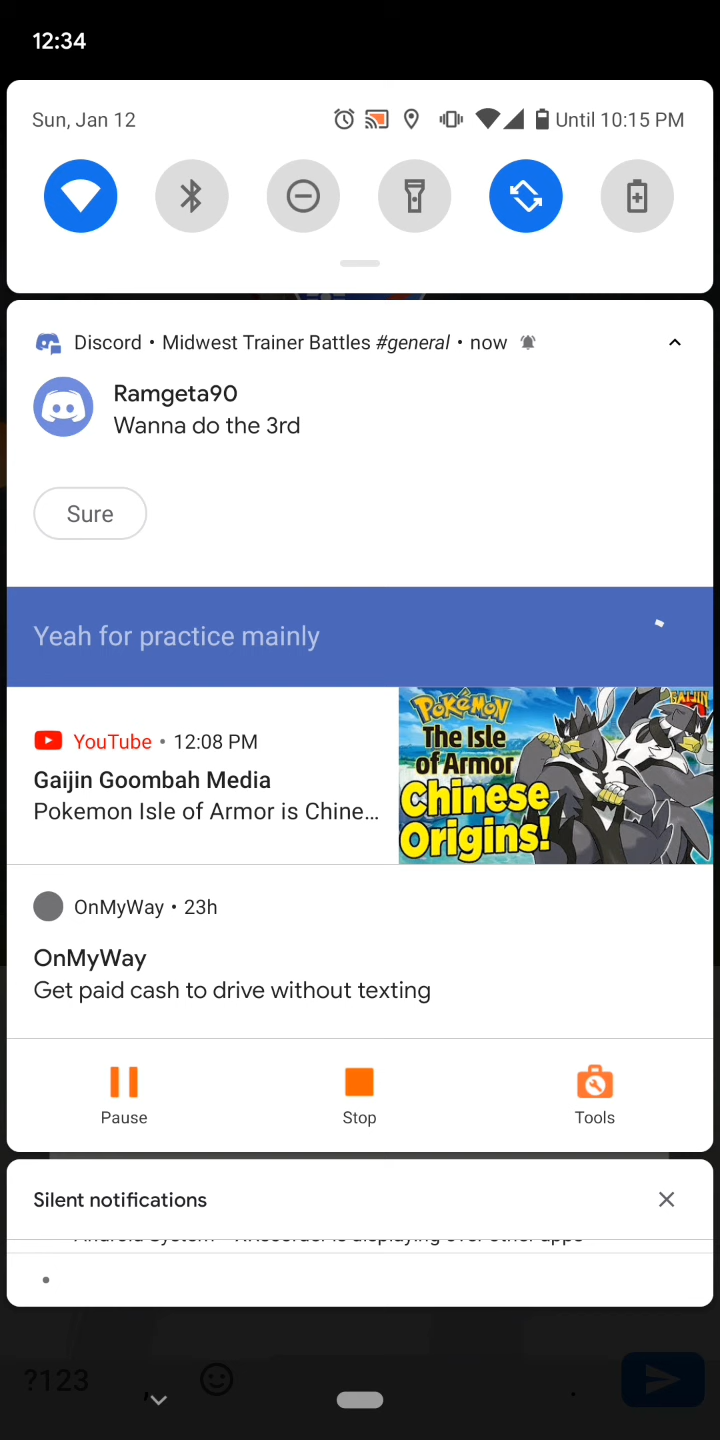 12:34
Sun, Jan 12
Until 10:15 PM
Discord • Midwest Trainer Battles #general • now
Ramgeta90
Wanna do the 3rd
Sure
Yeah for practice mainly
YouTube • 12:08 PM
Gaijin Goombah Media
Pokemon Isle of Armor is Chine...
POKéMON
The Isle
of Armor
Chinese
Origins!
GAIJIN
OnMyWay • 23h
OnMyWay
Get paid cash to drive without texting
Pause
Stop
Tools
Silent notifications
?123